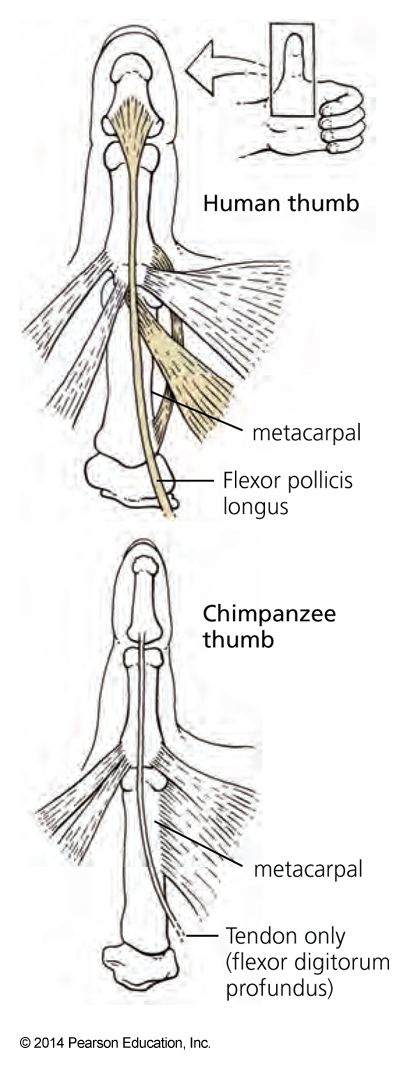 Human thumb
metacarpal
Flexor pollicis
longus
Chimpanzee
thumb
metacarpal
Tendon only
(flexor digitorum
profundus)
© 2014 Pearson Education, Inc.